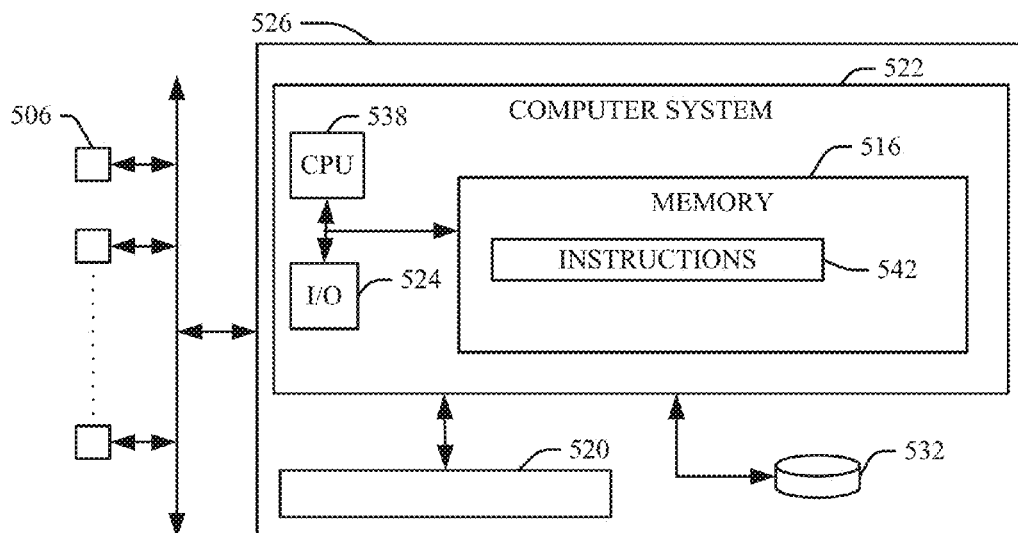 526
522
506
COMPUTER SYSTEM
538
CPU
516
MEMORY
INSTRUCTIONS
542
I/O
524
520
532